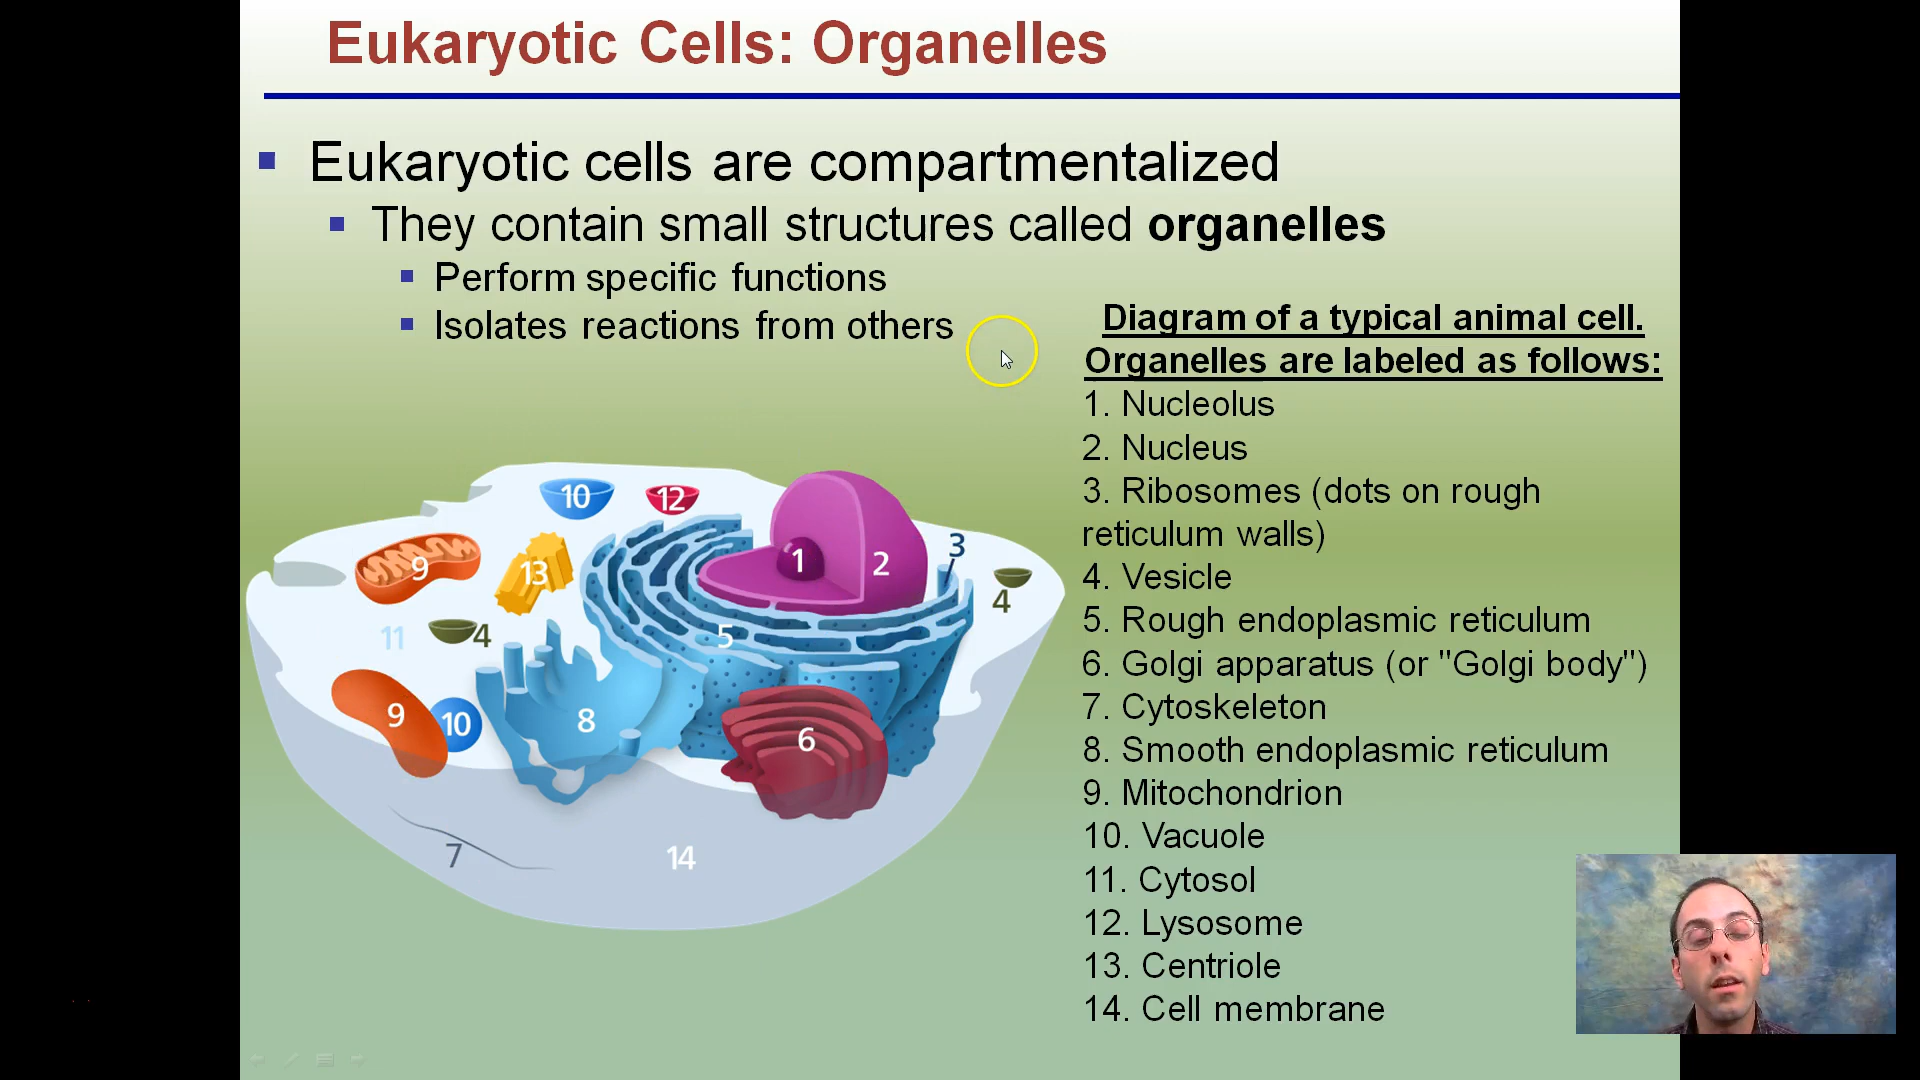 Eukaryotic Cells: Organelles
Eukaryotic cells are compartmentalized
They contain small structures called organelles
Perform specific functions
Isolates reactions from others
Diagram of a typical animal cell.
Organelles are labeled as follows:
1. Nucleolus
2. Nucleus
3. Ribosomes (dots on rough
reticulum walls)
4. Vesicle
5. Rough endoplasmic reticulum
6. Golgi apparatus (or "Golgi body")
7. Cytoskeleton
8. Smooth endoplasmic reticulum
9. Mitochondrion
10. Vacuole
11. Cytosol
12. Lysosome
13. Centriole
14. Cell membrane
10
12
3
1
2
9
13
4
11
4
5
9
10
8
6
7
14